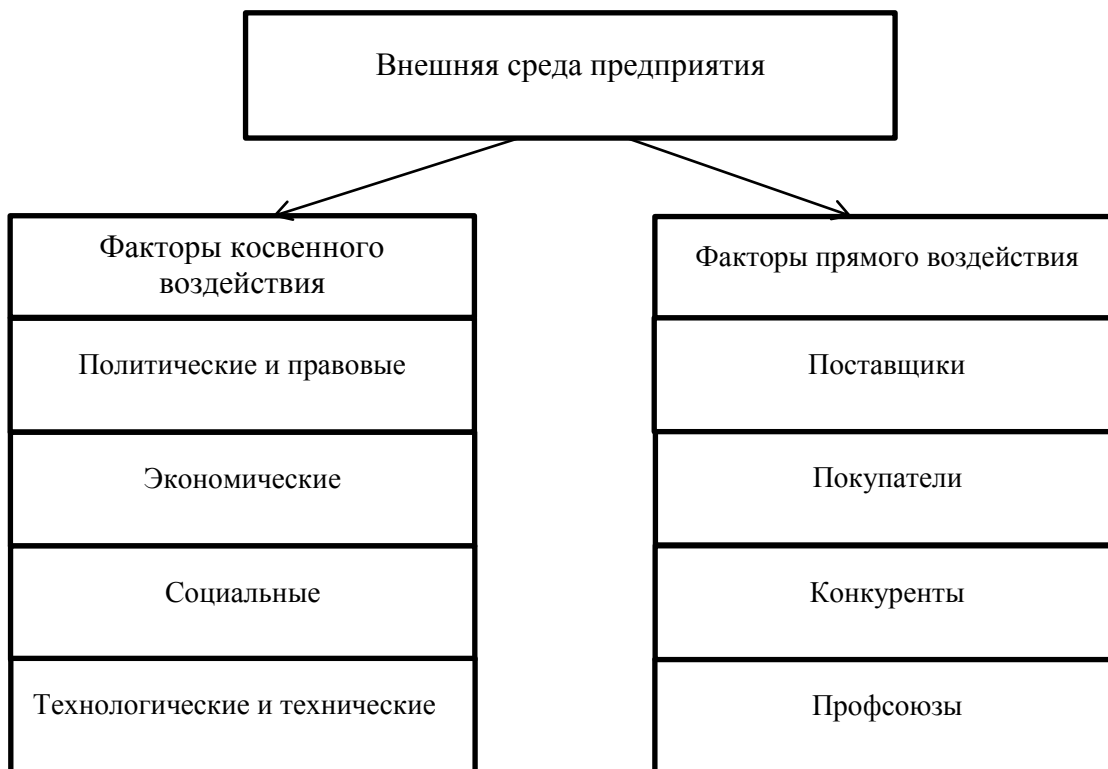 Внешняя среда предприятия
Факторы косвенного
воздействия
Политические и правовые
Экономические
Социальные
Технологические и технические
Факторы прямого воздействия
Поставщики
Покупатели
Конкуренты
Профсоюзы